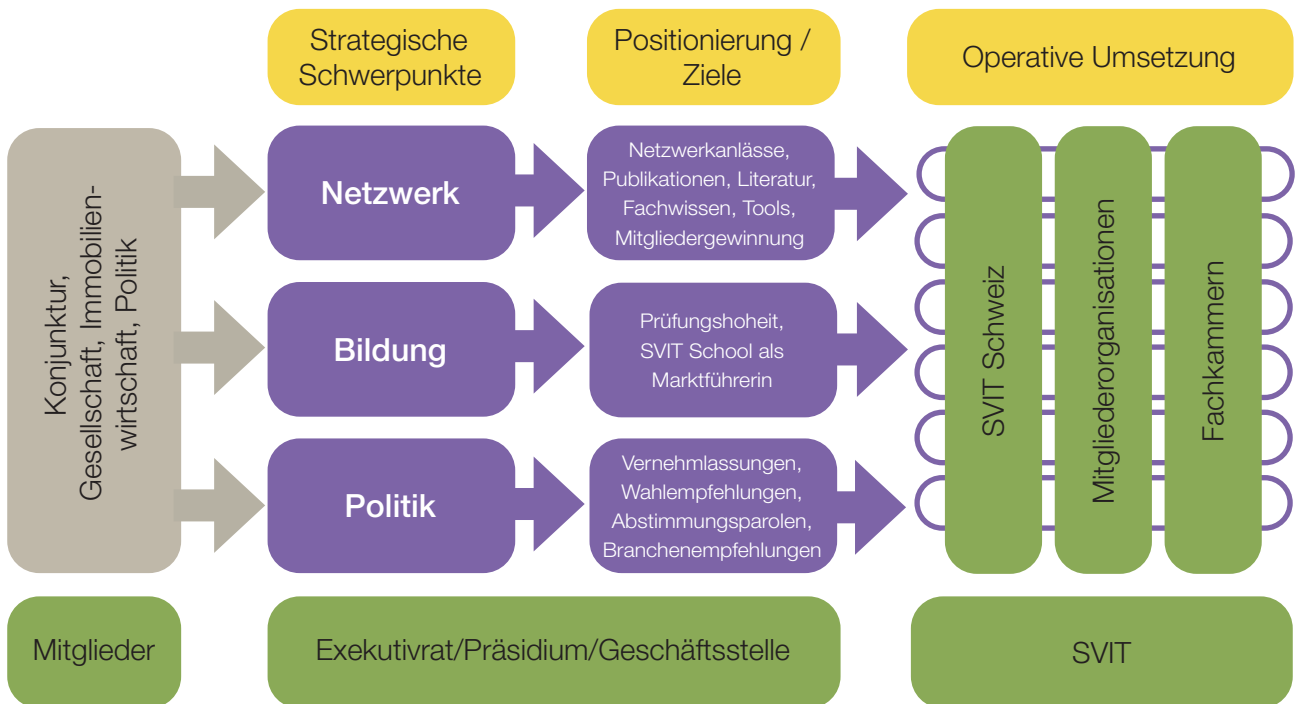 Strategische
Schwerpunkte
Positionierung /
Ziele
Operative Umsetzung
Konjunktur,
Gesellschaft, Immobilien-
wirtschaft, Politik
Netzwerk
Netzwerkanlässe,
Publikationen, Literatur,
Fachwissen, Tools,
Mitgliedergewinnung
Bildung
Prüfungshoheit,
SVIT School als
Marktführerin
Politik
Vernehmlassungen,
Wahlempfehlungen,
Abstimmungsparolen,
Branchenempfehlungen
SVIT Schweiz
Mitgliederorganisationen
Fachkammern
Mitglieder
Exekutivrat/Präsidium/Geschäftsstelle
SVIT